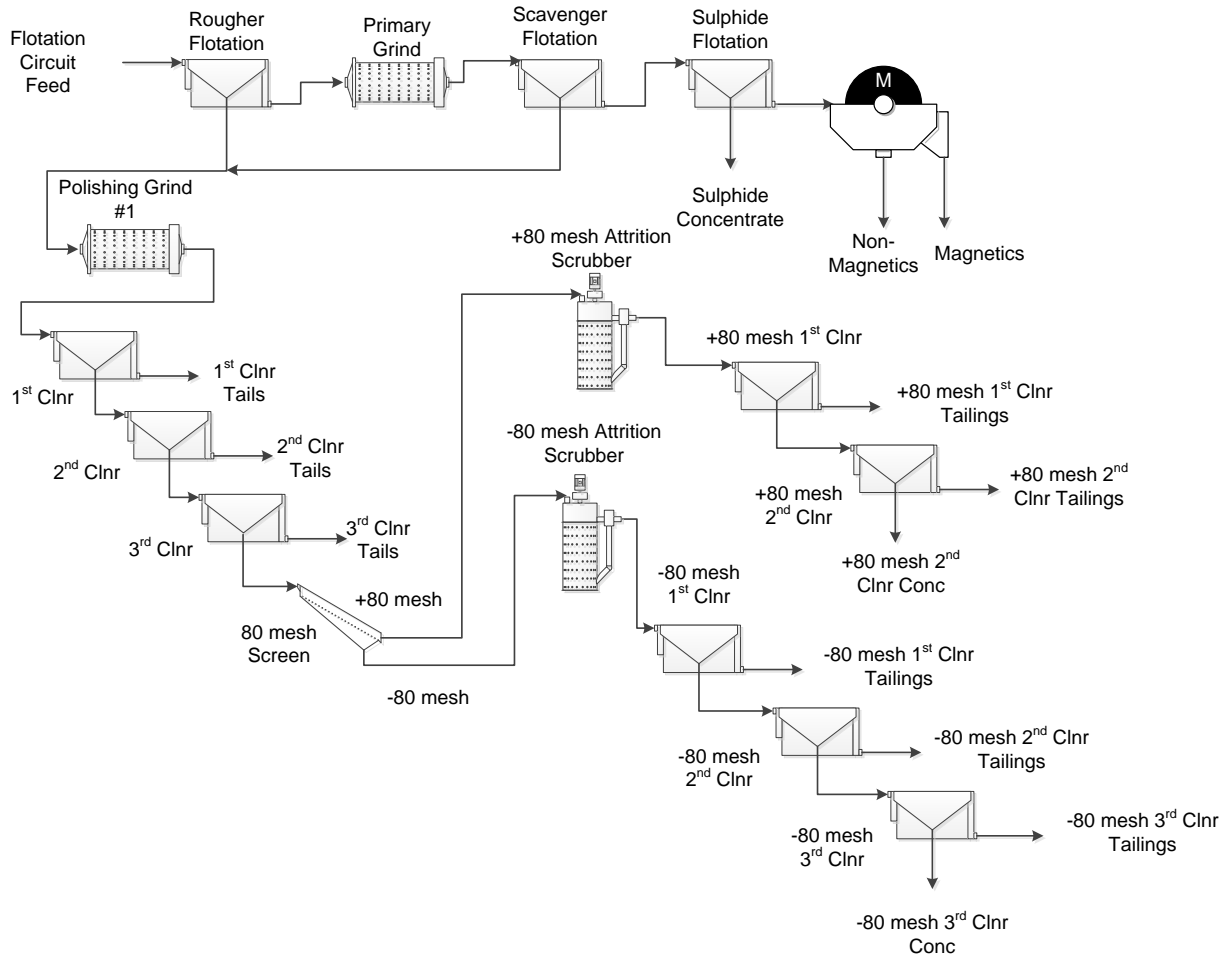 Flotation
Circuit
Feed
Rougher
Flotation
Primary
Grind
Scavenger
Flotation
Sulphide
Flotation
M
Sulphide
Concentrate
Non-
Magnetics
Magnetics
Polishing Grind
#1
+80 mesh Attrition
Scrubber
1st Clnr
1st Clnr
Tails
2nd Clnr
2nd Clnr
Tails
3rd Clnr
3rd Clnr
Tails
80 mesh
Screen
+80 mesh
-80 mesh
+80 mesh 1st Clnr
+80 mesh 1st Clnr
Tailings
+80 mesh
2nd Clnr
+80 mesh 2nd
Clnr Tailings
+80 mesh 2nd
Clnr Conc
-80 mesh Attrition
Scrubber
-80 mesh
1st Clnr
-80 mesh 1st Clnr
Tailings
-80 mesh
2nd Clnr
-80 mesh 2nd Clnr
Tailings
-80 mesh
3rd Clnr
-80 mesh 3rd Clnr
Tailings
-80 mesh 3rd Clnr
Conc